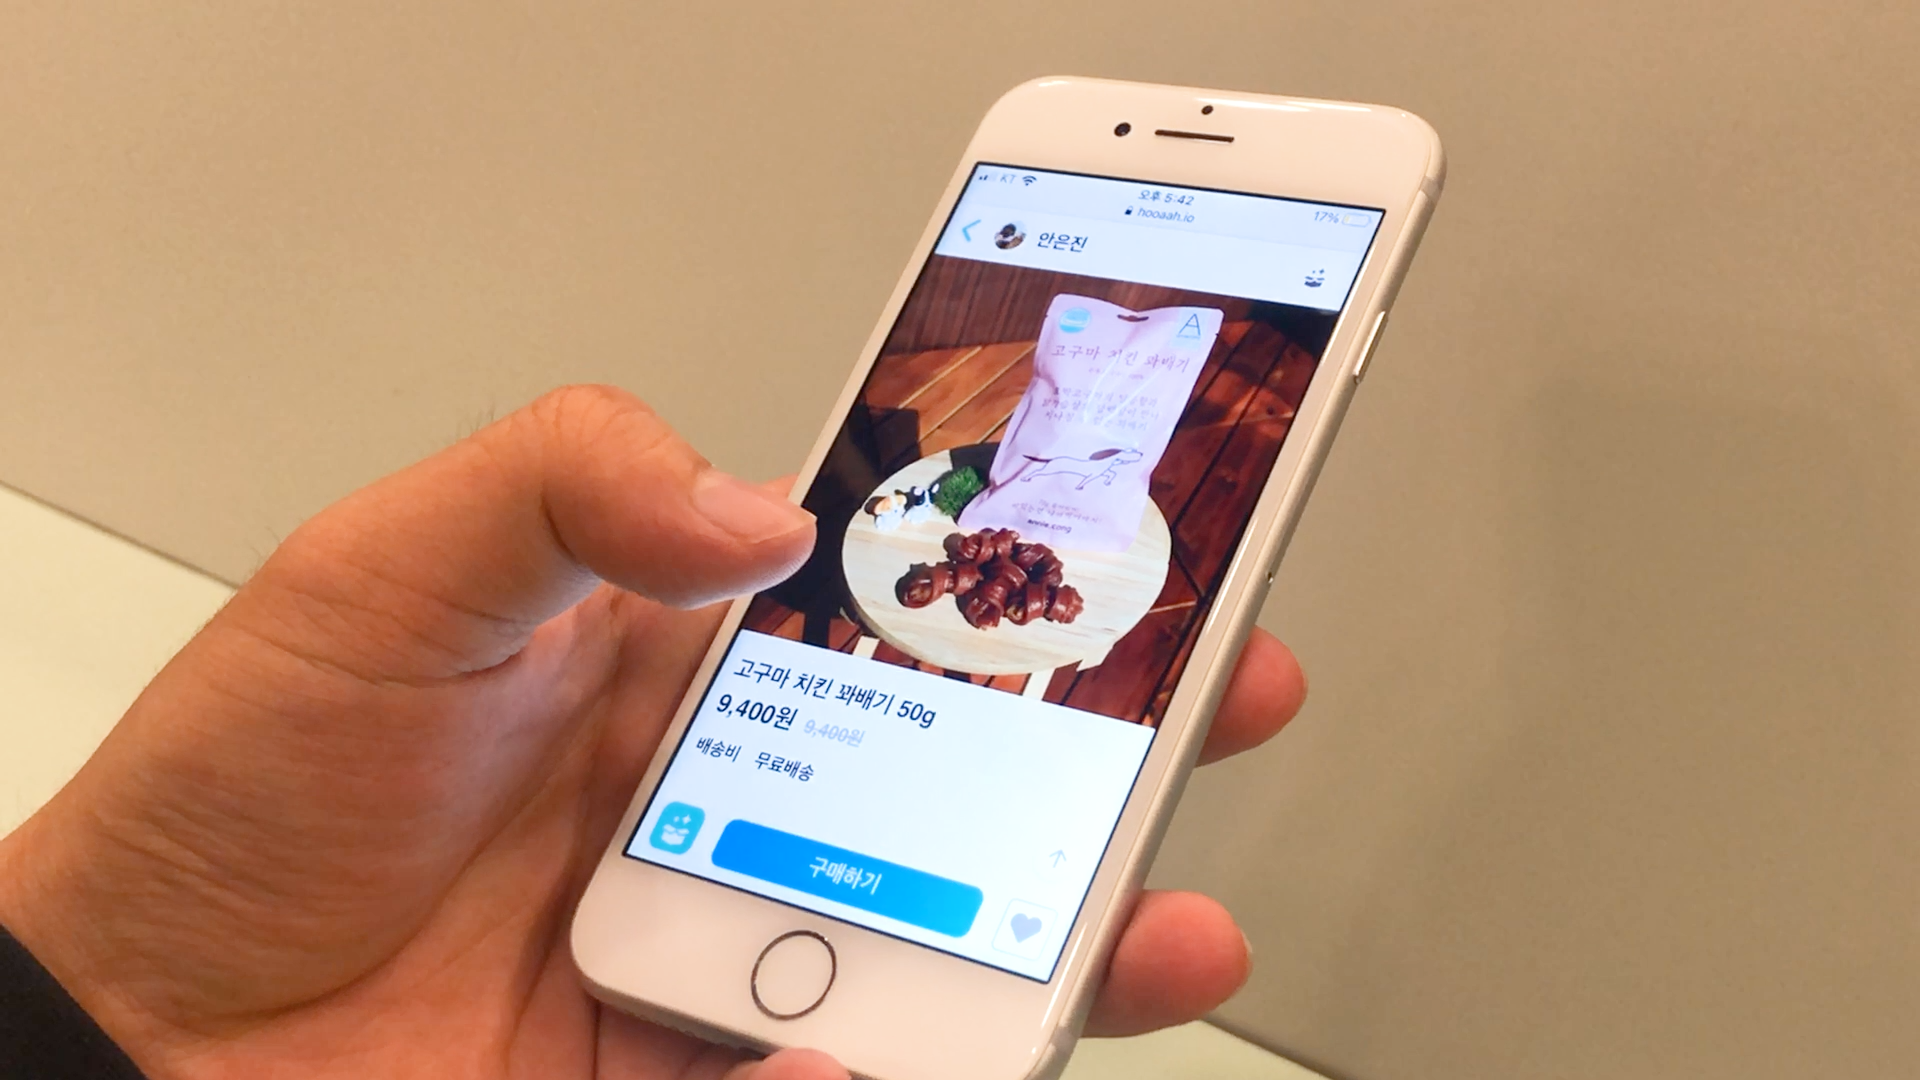 KT
오후 5:42
17%
hooaah.io
안은진
고구마 치킨 꽈배기
annie.cong
고구마 치킨 꽈배기 50g
9,400원 9,400원
배송비 무료배송
구매하기